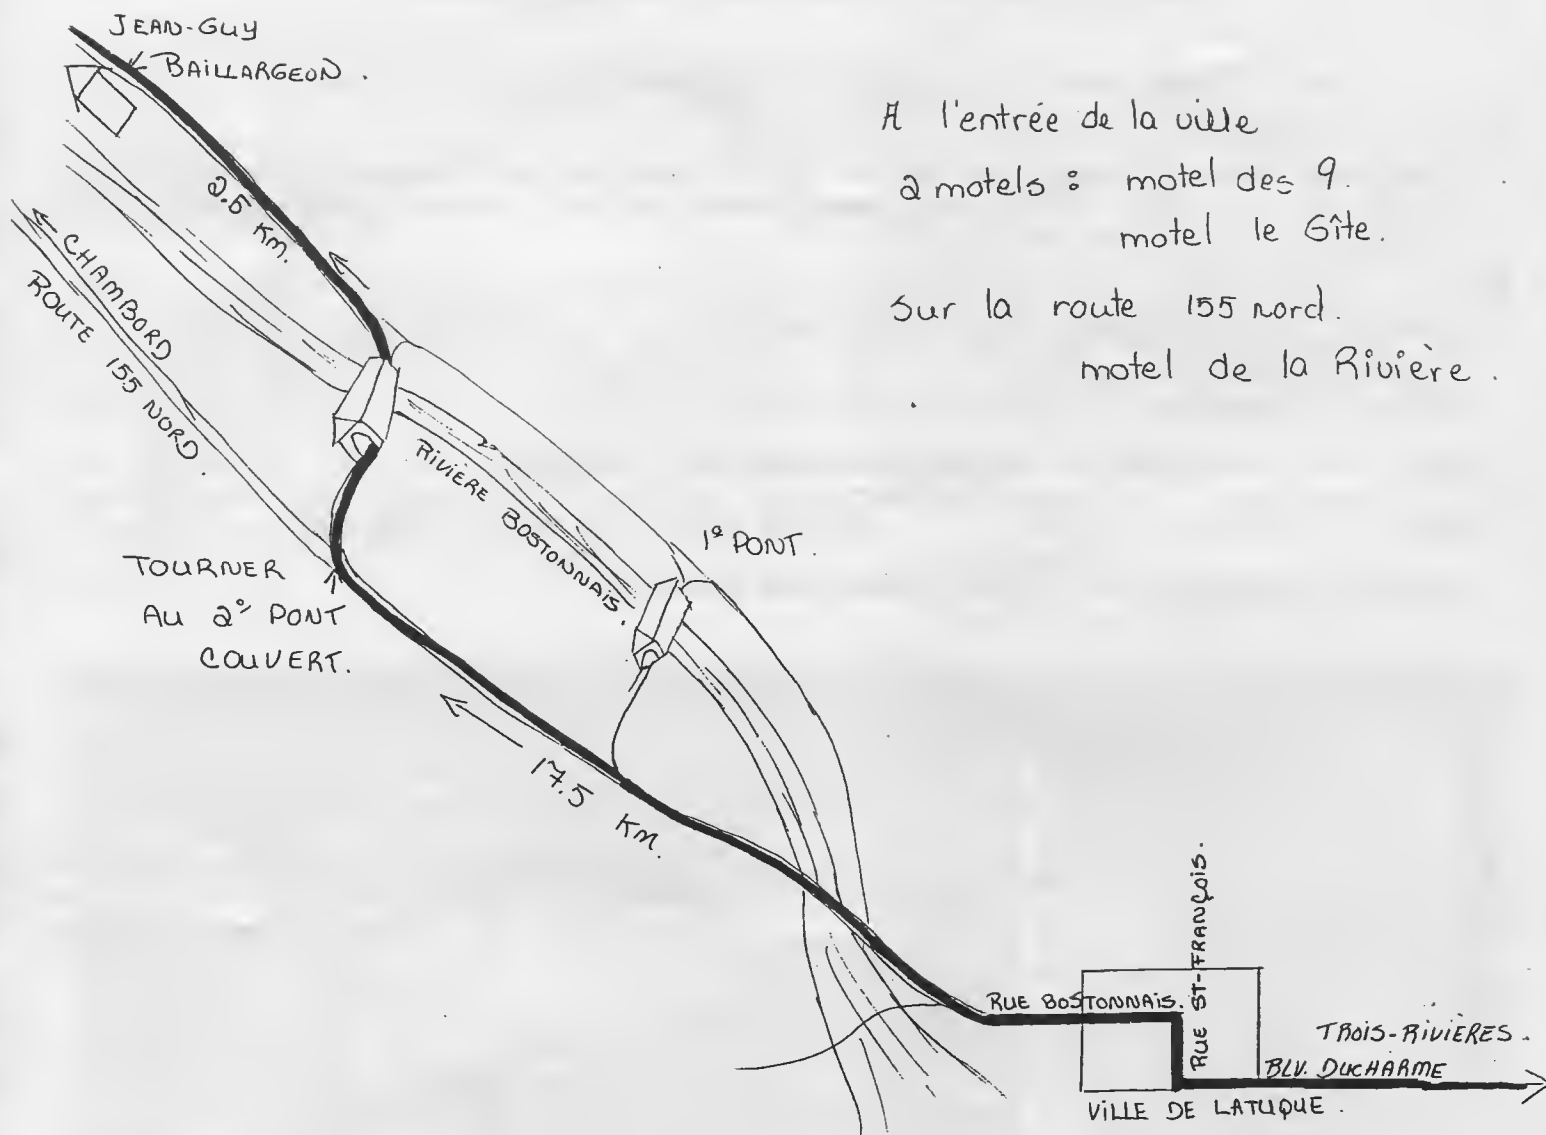 JEAN-GUY
BAILLARGEON.
A l'entrée de la ville
2 motels : motel des 9.
motel le Gîte.
sur la route 155 nord.
motel de la Rivière.
2.5 KM.
CHAMBORD
ROUTE 155 NORD.
RIVIÈRE BOSTONNAIS.
1e PONT.
TOURNER
AU 2e PONT
COUVERT.
17.5 KM.
RUE ST-FRANÇOIS.
RUE BOSTONNAIS.
TROIS-RIVIÈRES.
BLV. DUCHARME
VILLE DE LATUQUE.